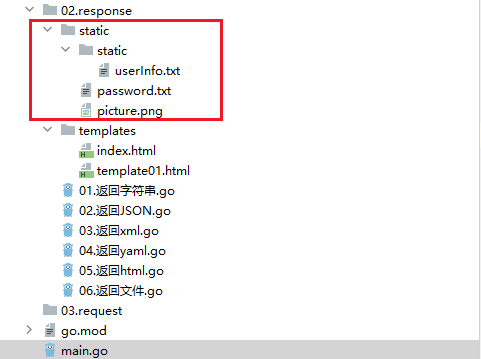 02.response
static
static
userInfo.txt
password.txt
picture.png
templates
index.html
template01.html
01.返回字符串.go
02.返回JSON.go
03.返回xml.go
04.返回yaml.go
05.返回html.go
06.返回文件.go
03.request
go.mod
main.go